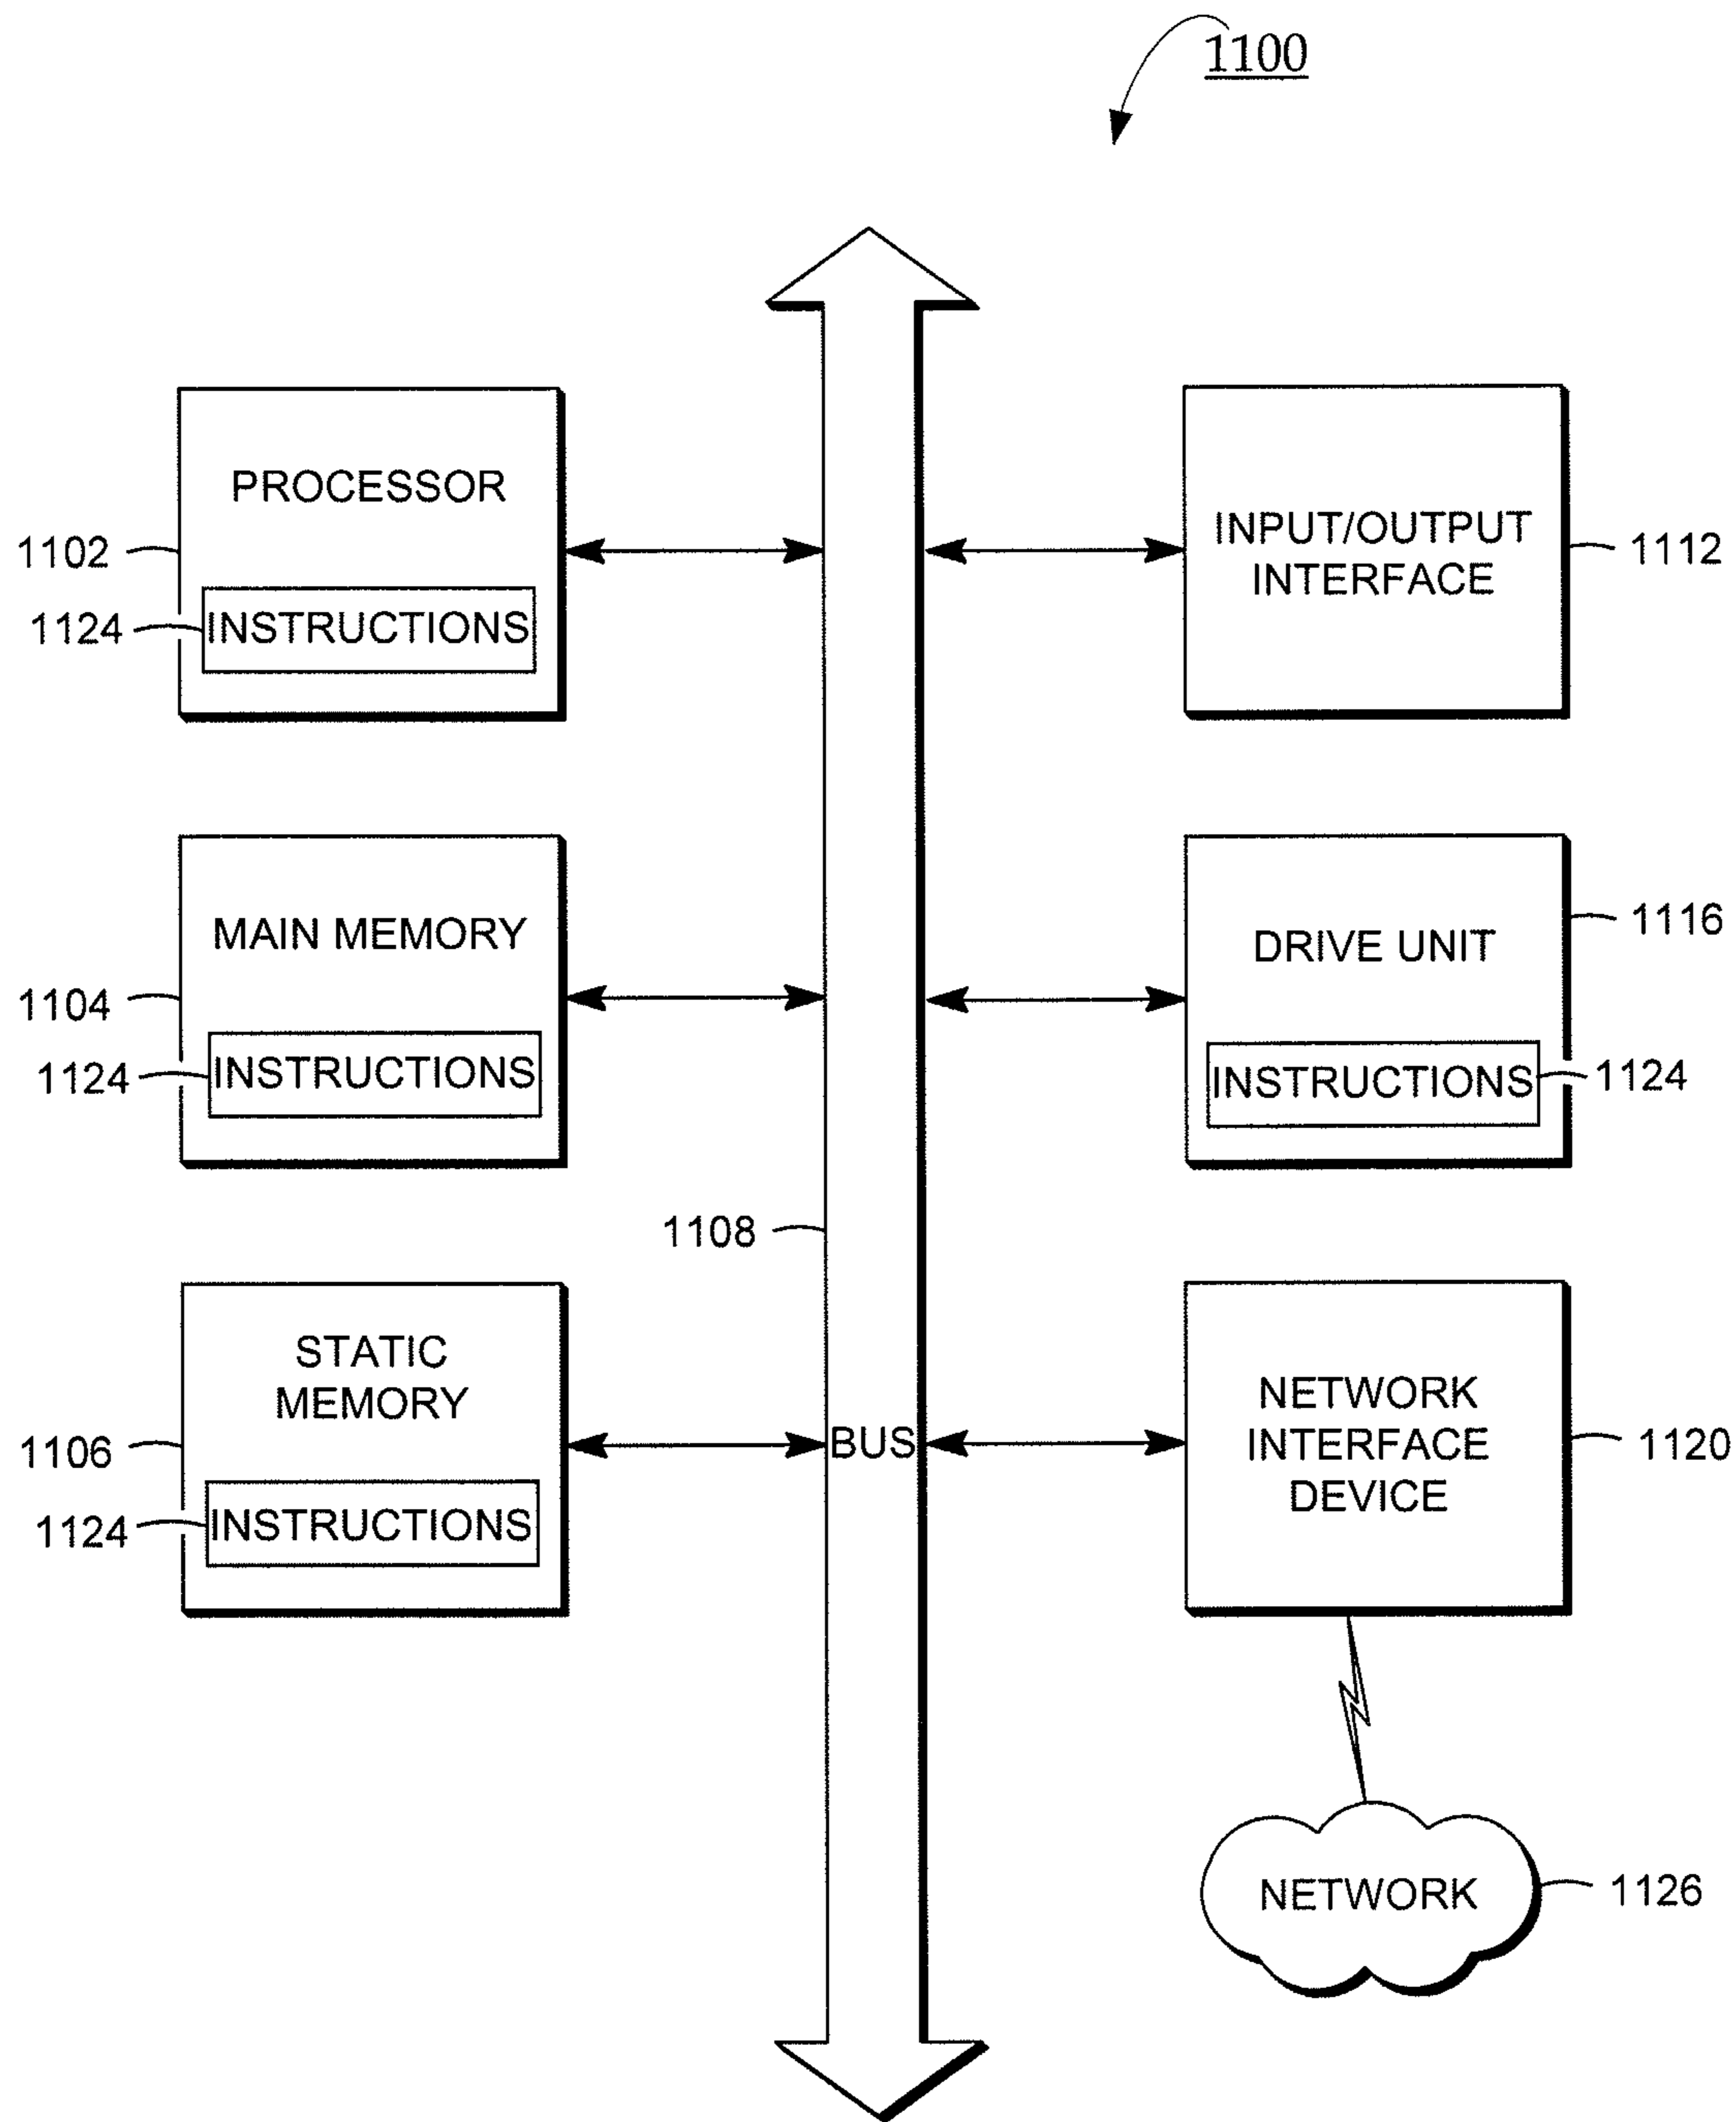 1100
PROCESSOR
1102
1124
INSTRUCTIONS
INPUT/OUTPUT
INTERFACE
1112
MAIN MEMORY
1104
1124
INSTRUCTIONS
DRIVE UNIT
1116
INSTRUCTIONS
1124
1108
BUS
STATIC
MEMORY
1106
1124
INSTRUCTIONS
NETWORK
INTERFACE
DEVICE
1120
NETWORK
1126